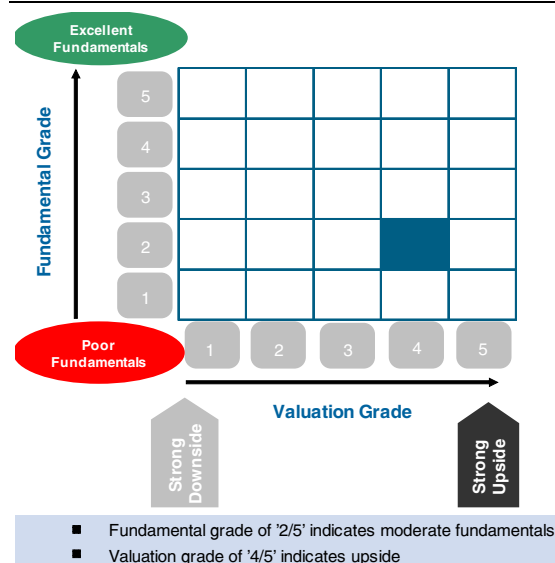 Excellent
Fundamentals
Fundamental Grade
5
4
3
2
1
Poor
Fundamentals
1
2
3
4
5
Valuation Grade
Strong
Downside
Strong
Upside
■ Fundamental grade of '2/5' indicates moderate fundamentals
■ Valuation grade of '4/5' indicates upside